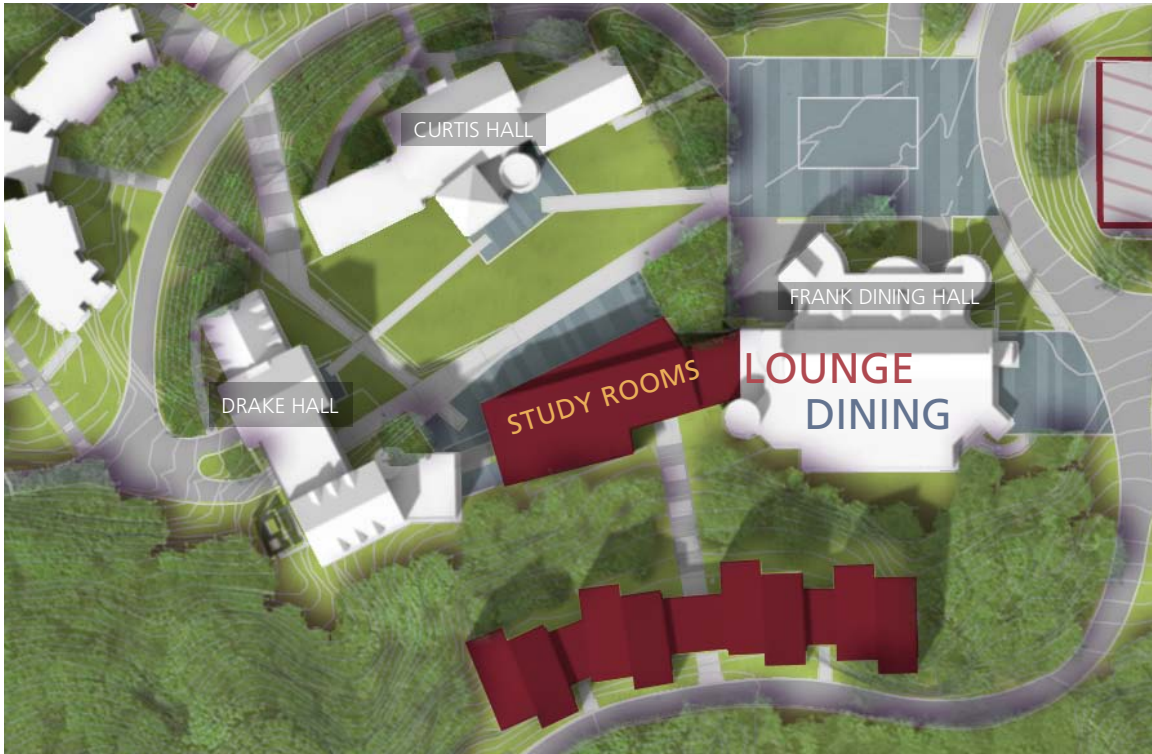 CURTIS HALL
FRANK DINING HALL
LOUNGE
STUDY ROOMS
DRAKE HALL
DINING